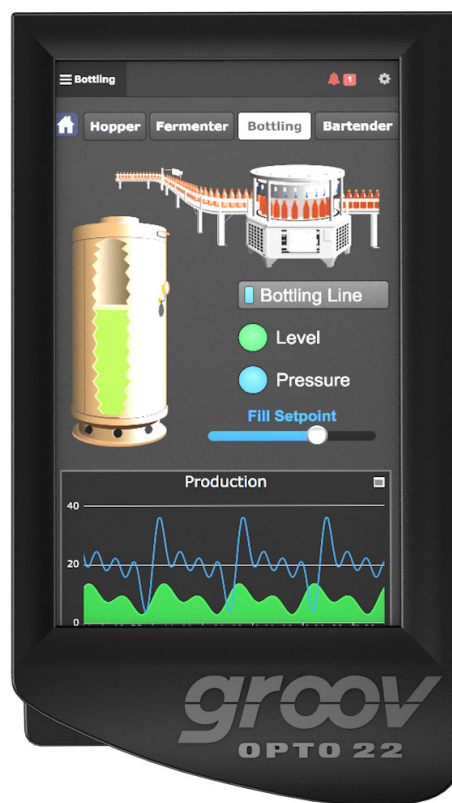 Bottling
1
Hopper
Fermenter
Bottling
Bartender
Bottling Line
Level
Pressure
Fill Setpoint
Production
40
20
0
groov
OPTO 22